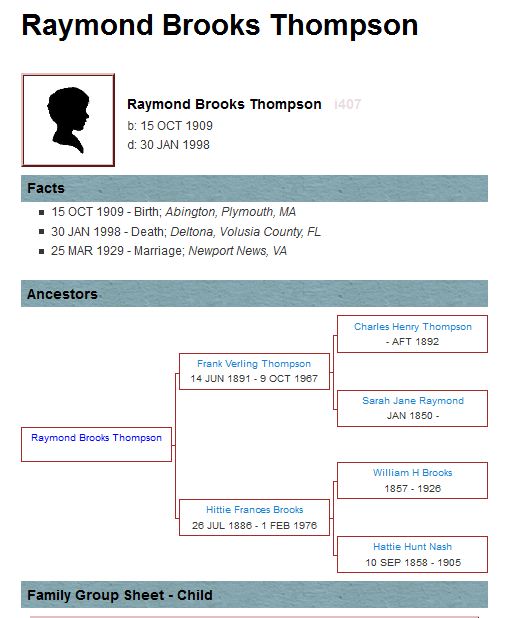 Raymond Brooks Thompson
Raymond Brooks Thompson i407
b: 15 OCT 1909
d: 30 JAN 1998
Facts
15 OCT 1909 - Birth; Abington, Plymouth, MA
30 JAN 1998 - Death; Deltona, Volusia County, FL
25 MAR 1929 - Marriage; Newport News, VA
Ancestors
Charles Henry Thompson
- AFT 1892
Frank Verling Thompson
14 JUN 1891 - 9 OCT 1967
Sarah Jane Raymond
JAN 1850 -
Raymond Brooks Thompson
William H Brooks
1857 - 1926
Hittie Frances Brooks
26 JUL 1886 - 1 FEB 1976
Hattie Hunt Nash
10 SEP 1858 - 1905
Family Group Sheet - Child